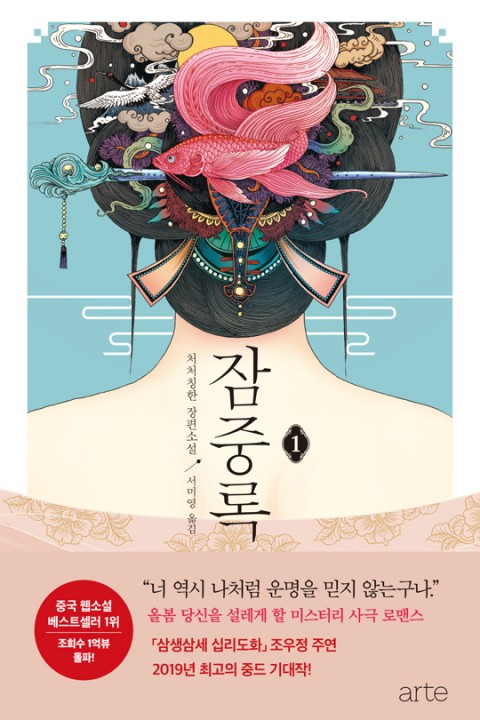 잠중록
1
처처칭한 장편소설 / 서미영 옮김
“너 역시 나처럼 운명을 믿지 않는구나.”
올봄 당신을 설레게 할 미스터리 사극 로맨스
「삼생삼세 십리도화」 조우정 주연
2019년 최고의 중드 기대작!
중국 웹소설
베스트셀러 1위
조회수 1억뷰
돌파!
arte